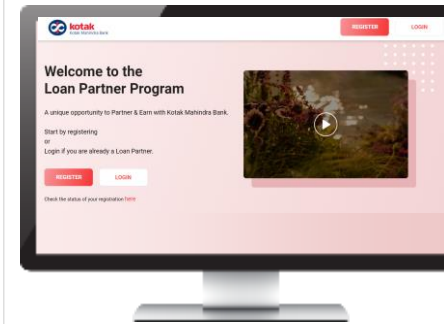 kotak
Kotak Mahindra Bank
REGISTER
LOGIN
Welcome to the
Loan Partner Program
A unique opportunity to Partner & Earn with Kotak Mahindra Bank.
Start by registering
or
Login if you are already a Loan Partner.
REGISTER
LOGIN
Check the status of your registration here